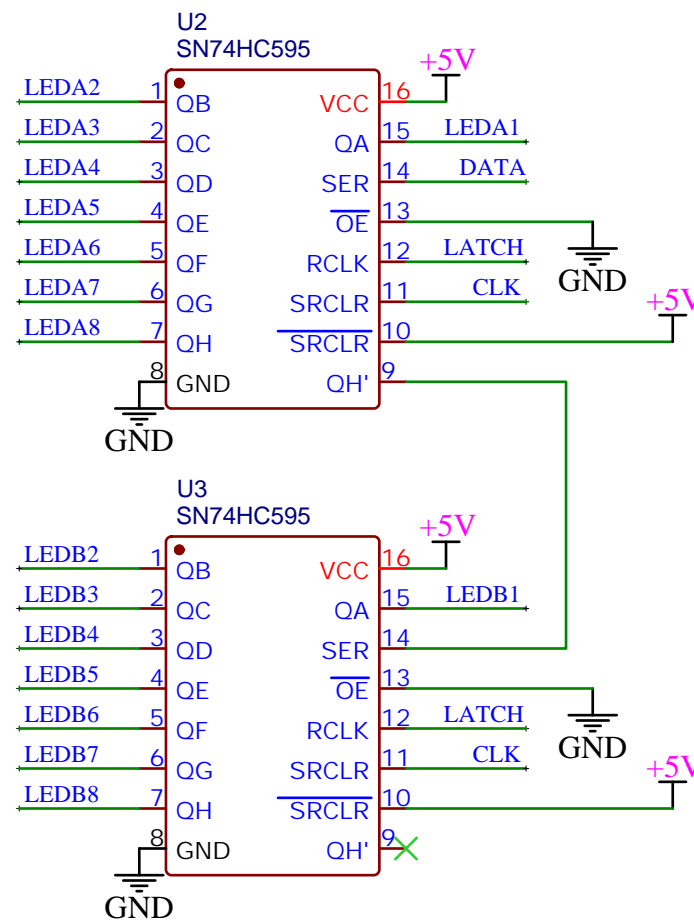 U2
SN74HC595
+5V
LEDA2 1 QB VCC 16
LEDA3 2 QC QA 15 LEDA1
LEDA4 3 QD SER 14 DATA
LEDA5 4 QE OE 13
LEDA6 5 QF RCLK 12 LATCH
GND
LEDA7 6 QG SRCLR 11 CLK
+5V
LEDA8 7 QH SRCLR 10
8 GND QH' 9
GND
U3
SN74HC595
+5V
LEDB2 1 QB VCC 16
LEDB3 2 QC QA 15 LEDB1
LEDB4 3 QD SER 14
LEDB5 4 QE OE 13
LEDB6 5 QF RCLK 12 LATCH
GND
LEDB7 6 QG SRCLR 11 CLK
+5V
LEDB8 7 QH SRCLR 10
8 GND QH' 9
GND